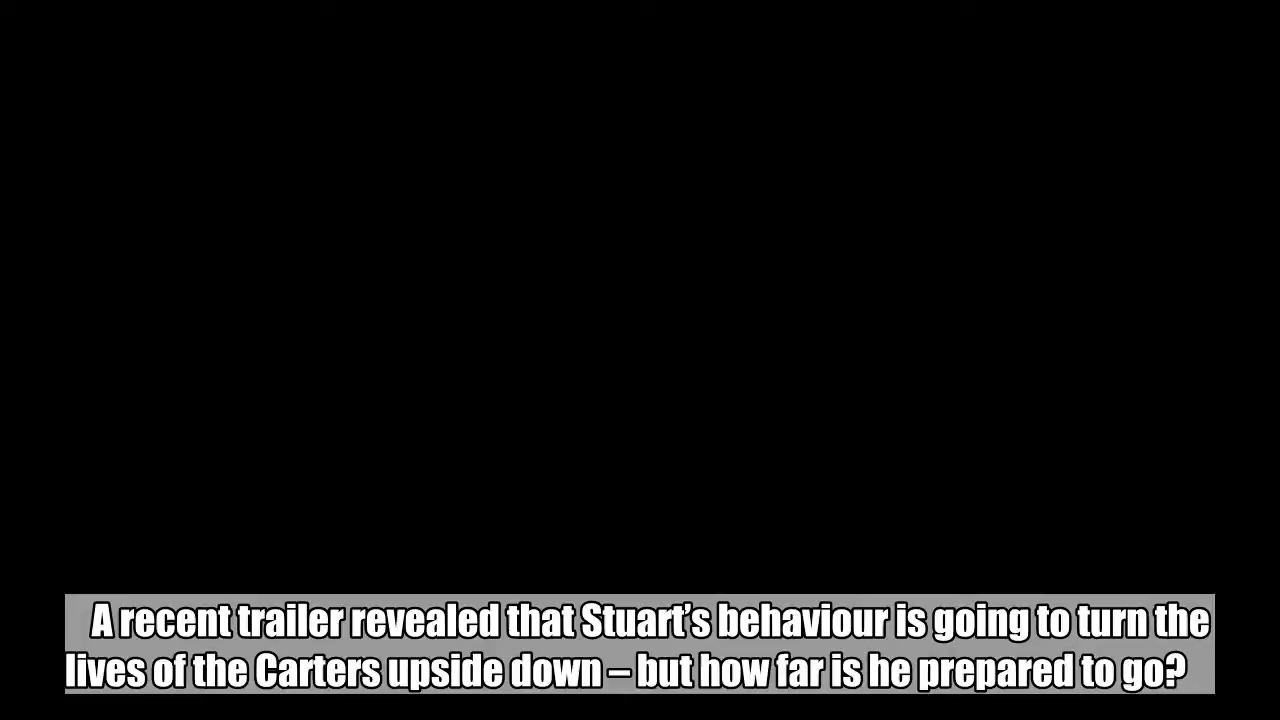 A recent trailer revealed that Stuart’s behaviour is going to turn the
lives of the Carters upside down – but how far is he prepared to go?